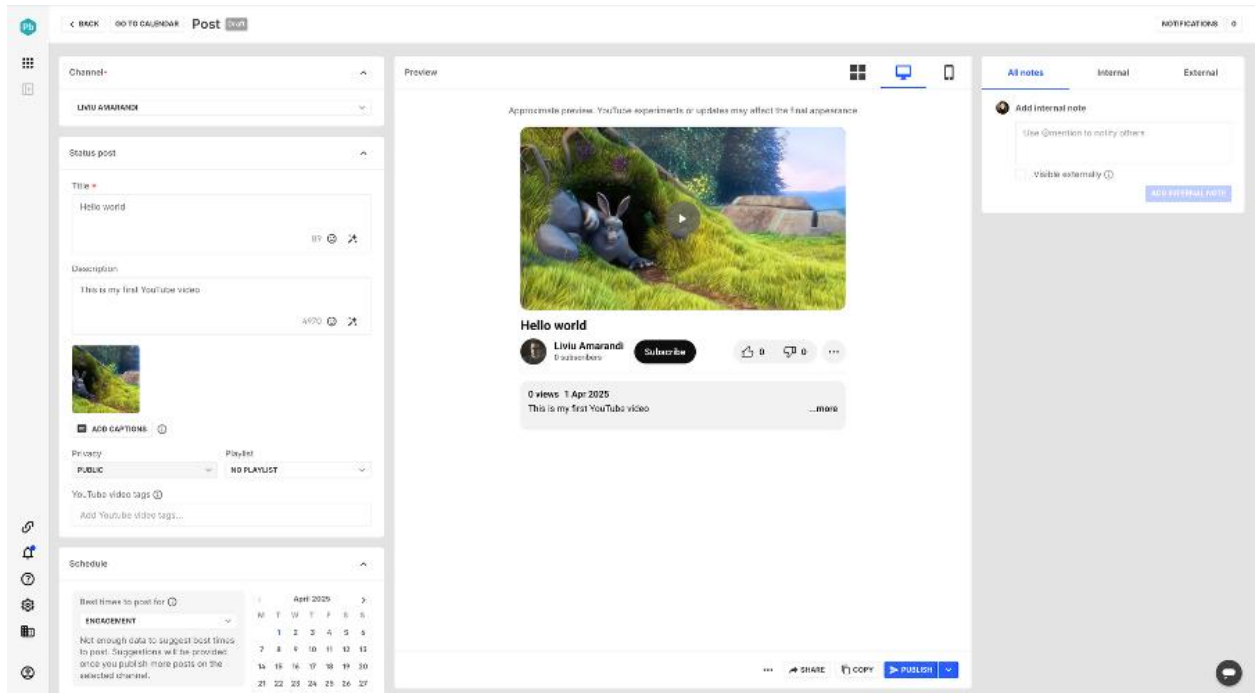 Pb
< BACK
GO TO CALENDAR
Post
Draft
NOTIFICATIONS 0
Channel*
LIVIU AMARANDI
Status post
Title *
Hello world
89
Description
This is my first YouTube video
4970
ADD CAPTIONS
Privacy
Playlist
PUBLIC
NO PLAYLIST
YouTube video tags
Add Youtube video tags...
Schedule
Best times to post for
ENGAGEMENT
Not enough data to suggest best times
to post. Suggestions will be provided
once you publish more posts on the
selected channel.
April 2025
M T W T F S S
1 2 3 4 5 6
7 8 9 10 11 12 13
14 15 16 17 18 19 20
21 22 23 24 25 26 27
Preview
Approximate preview. YouTube experiments or updates may affect the final appearance
Hello world
Liviu Amarandi
0 subscribers
Subscribe
0
0
0 views 1 Apr 2025
This is my first YouTube video
...more
SHARE
COPY
PUBLISH
All notes
Internal
External
Add internal note
Use @mention to notify others
Visible externally
ADD INTERNAL NOTE